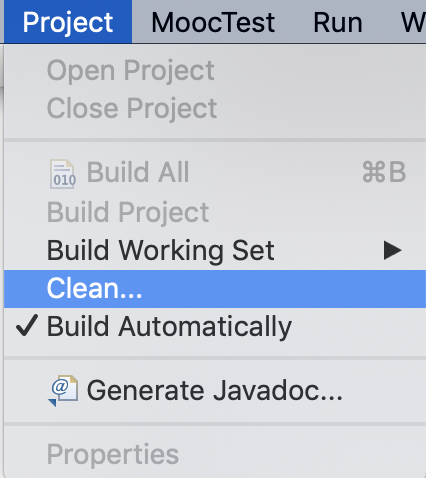 Project MoocTest Run W
Open Project
Close Project
010 Build All ⌘B
Build Project
Build Working Set ▶
Clean...
✓ Build Automatically
@ Generate Javadoc...
Properties